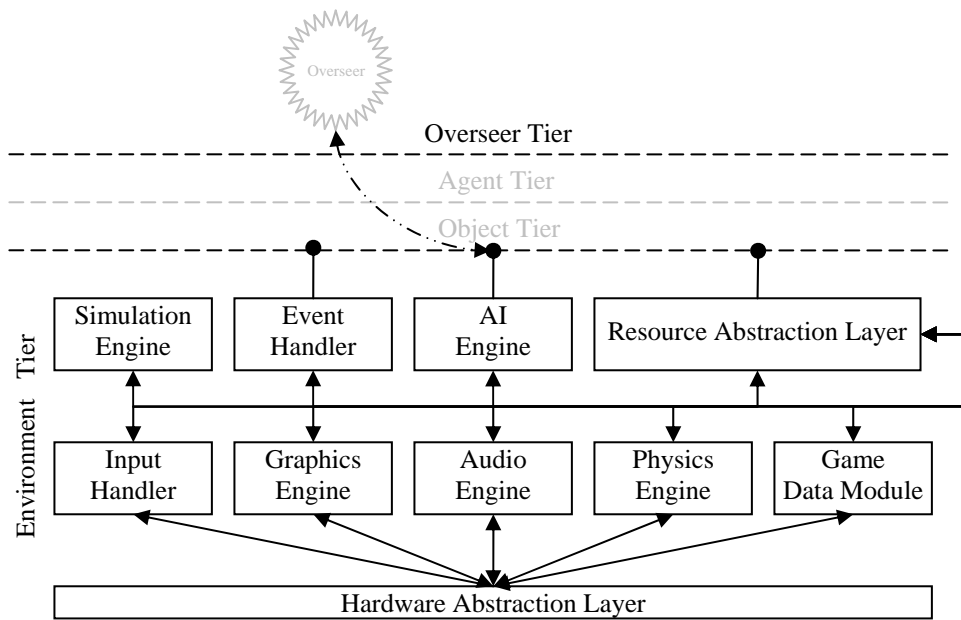 Overseer
Overseer Tier
Agent Tier
Object Tier
Simulation
Engine
Event
Handler
AI
Engine
Resource Abstraction Layer
Environment Tier
Input
Handler
Graphics
Engine
Audio
Engine
Physics
Engine
Game
Data Module
Hardware Abstraction Layer